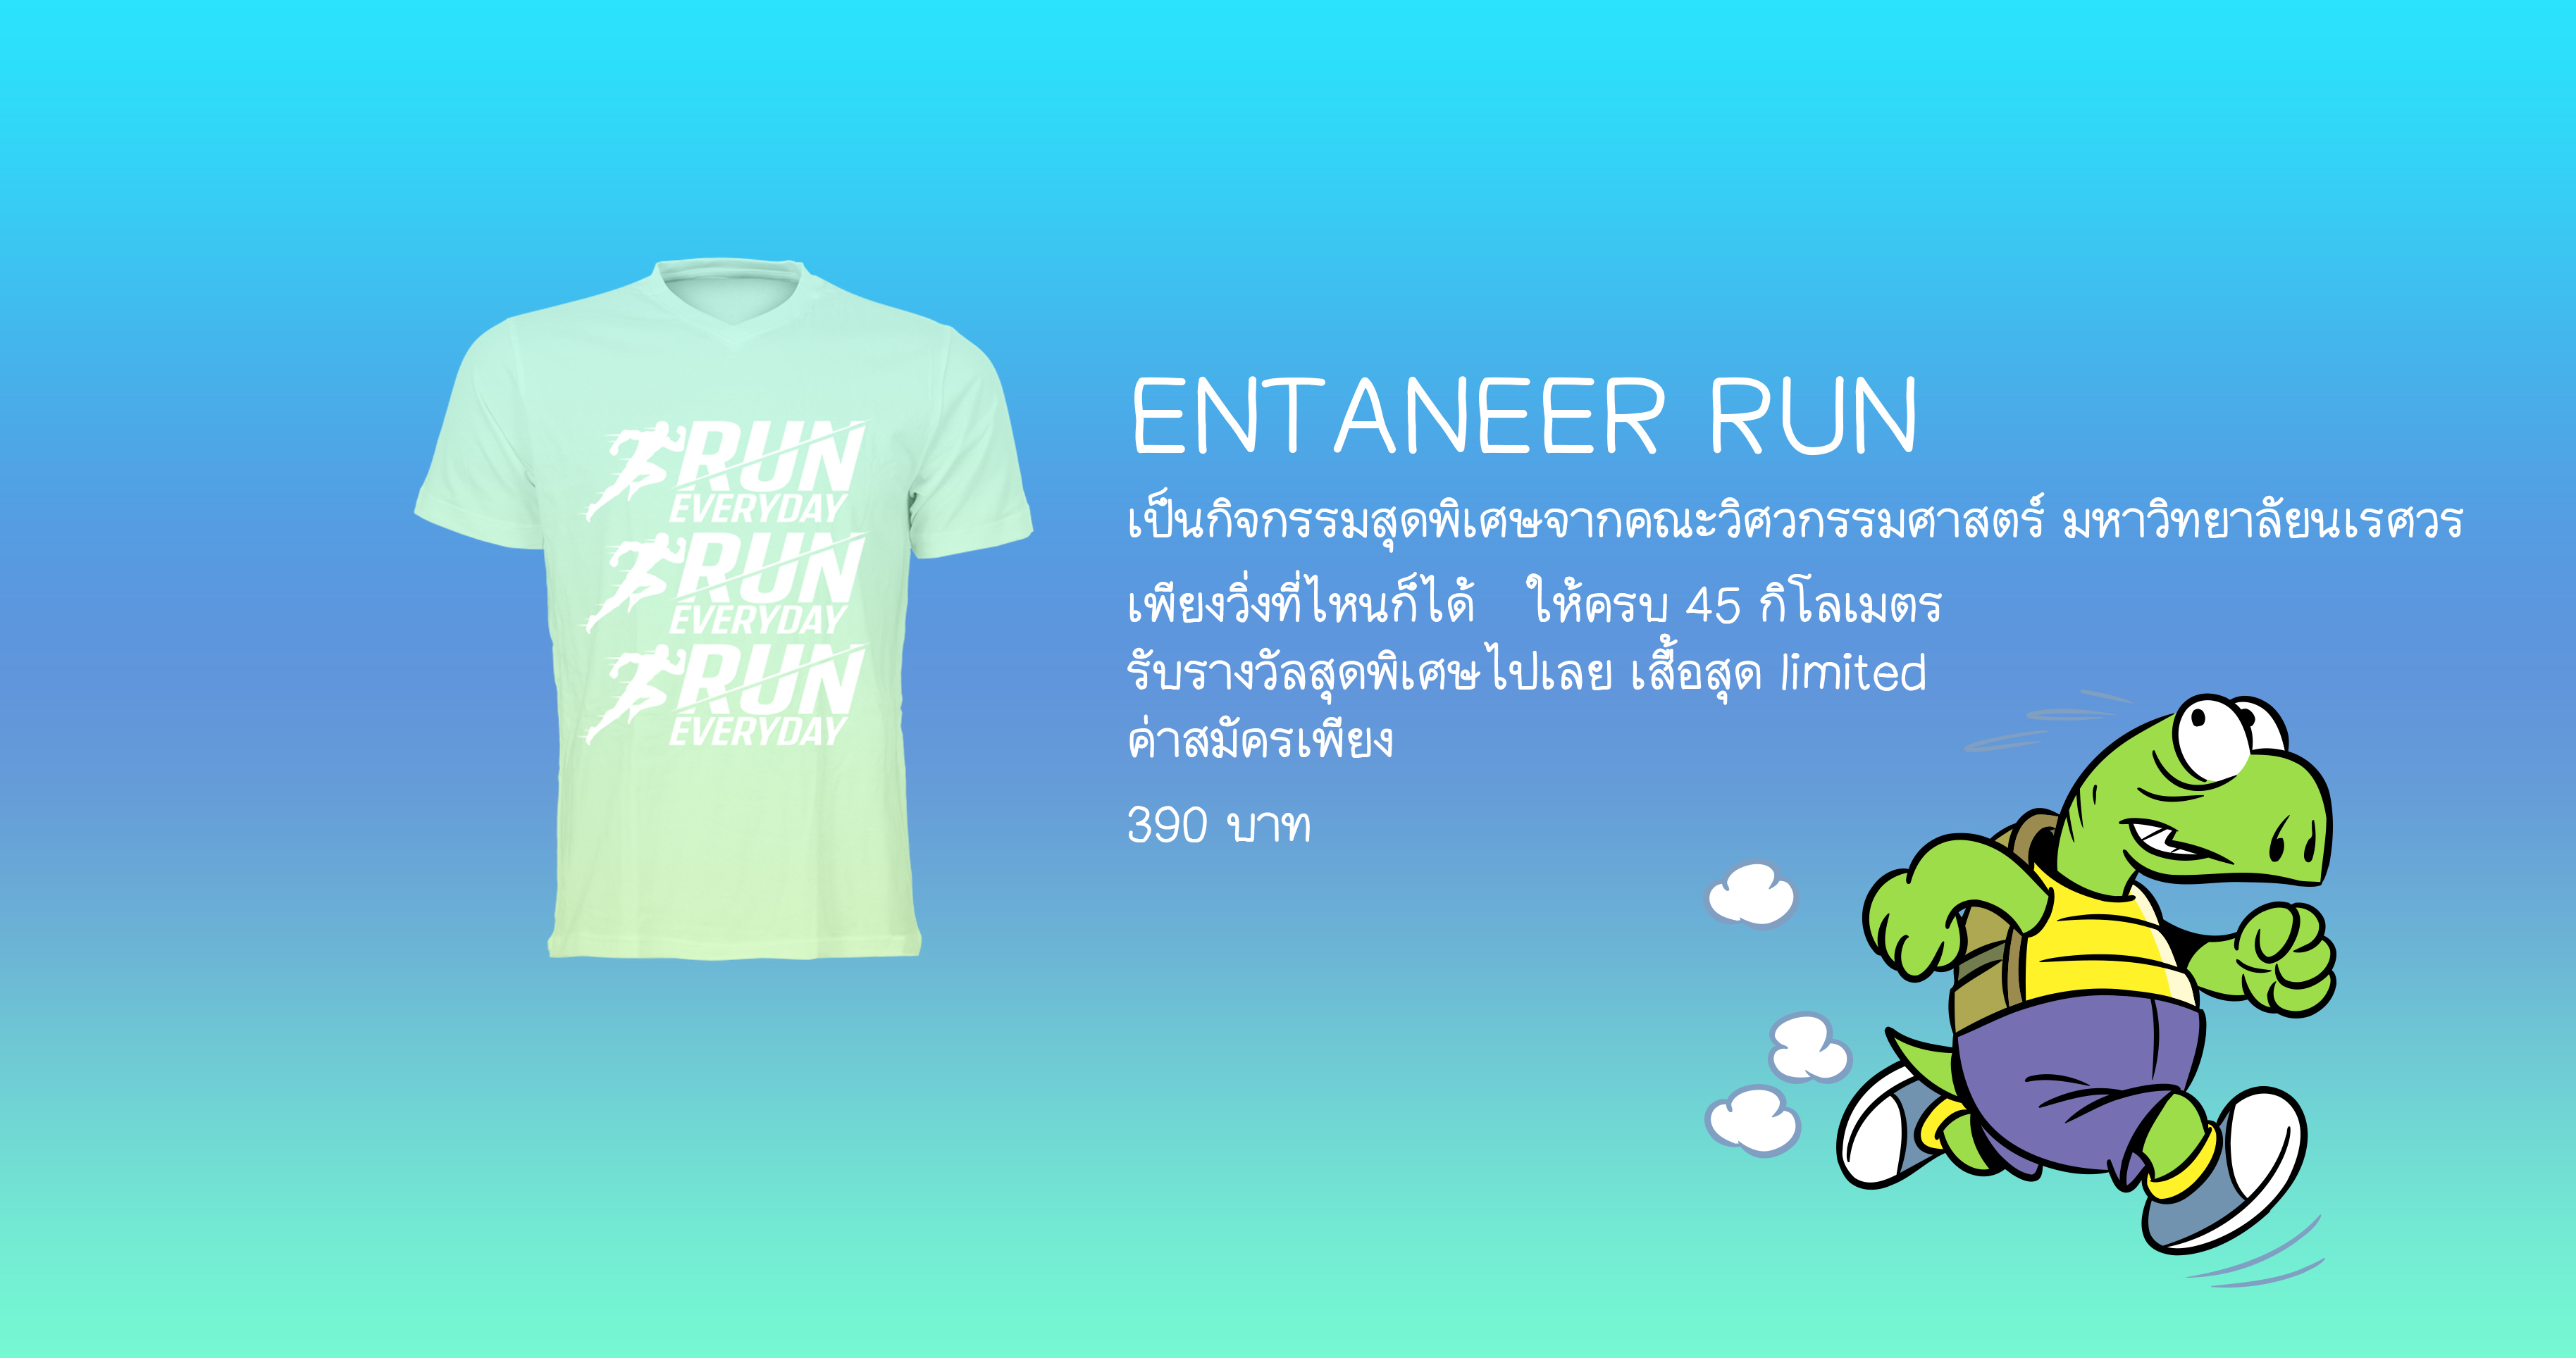 RUN
EVERYDAY
RUN
EVERYDAY
RUN
EVERYDAY
ENTANEER RUN
เป็นกิจกรรมสุดพิเศษจากคณะวิศวกรรมศาสตร์ มหาวิทยาลัยนเรศวร
เพียงวิ่งที่ไหนก็ได้ ให้ครบ 45 กิโลเมตร
รับรางวัลสุดพิเศษไปเลย เสื้อสุด limited
ค่าสมัครเพียง
390 บาท